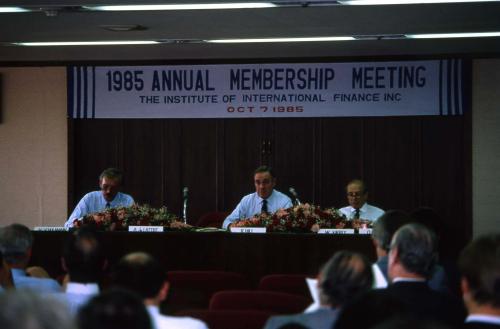 1985 ANNUAL MEMBERSHIP MEETING
THE INSTITUTE OF INTERNATIONAL FINANCE INC
OCT 7 1985